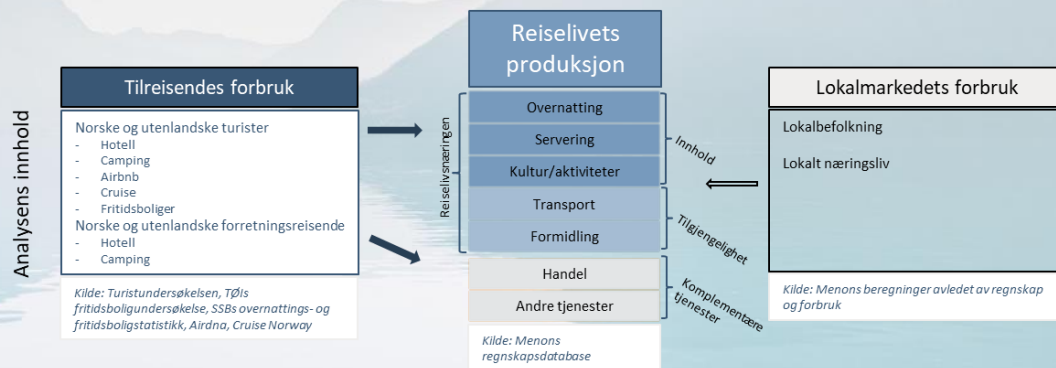 Analysens innhold
Tilreisendes forbruk
Norske og utenlandske turister
- Hotell
- Camping
- Airbnb
- Cruise
- Fritidsboliger
Norske og utenlandske forretningsreisende
- Hotell
- Camping
Kilde: Turistundersøkelsen, TØIs
fritidsboligundersøkelse, SSBs overnattings- og
fritidsboligstatistikk, Airdna, Cruise Norway
Reiselivets
produksjon
Reiselivsnæringen
Overnatting
Servering
Kultur/aktiviteter
Transport
Formidling
Handel
Andre tjenester
Innhold
Tilgjengelighet
Komplementære
tjenester
Kilde: Menons
regnskapsdatabase
Lokalmarkedets forbruk
Lokalbefolkning
Lokalt næringsliv
Kilde: Menons beregninger avledet av regnskap
og forbruk